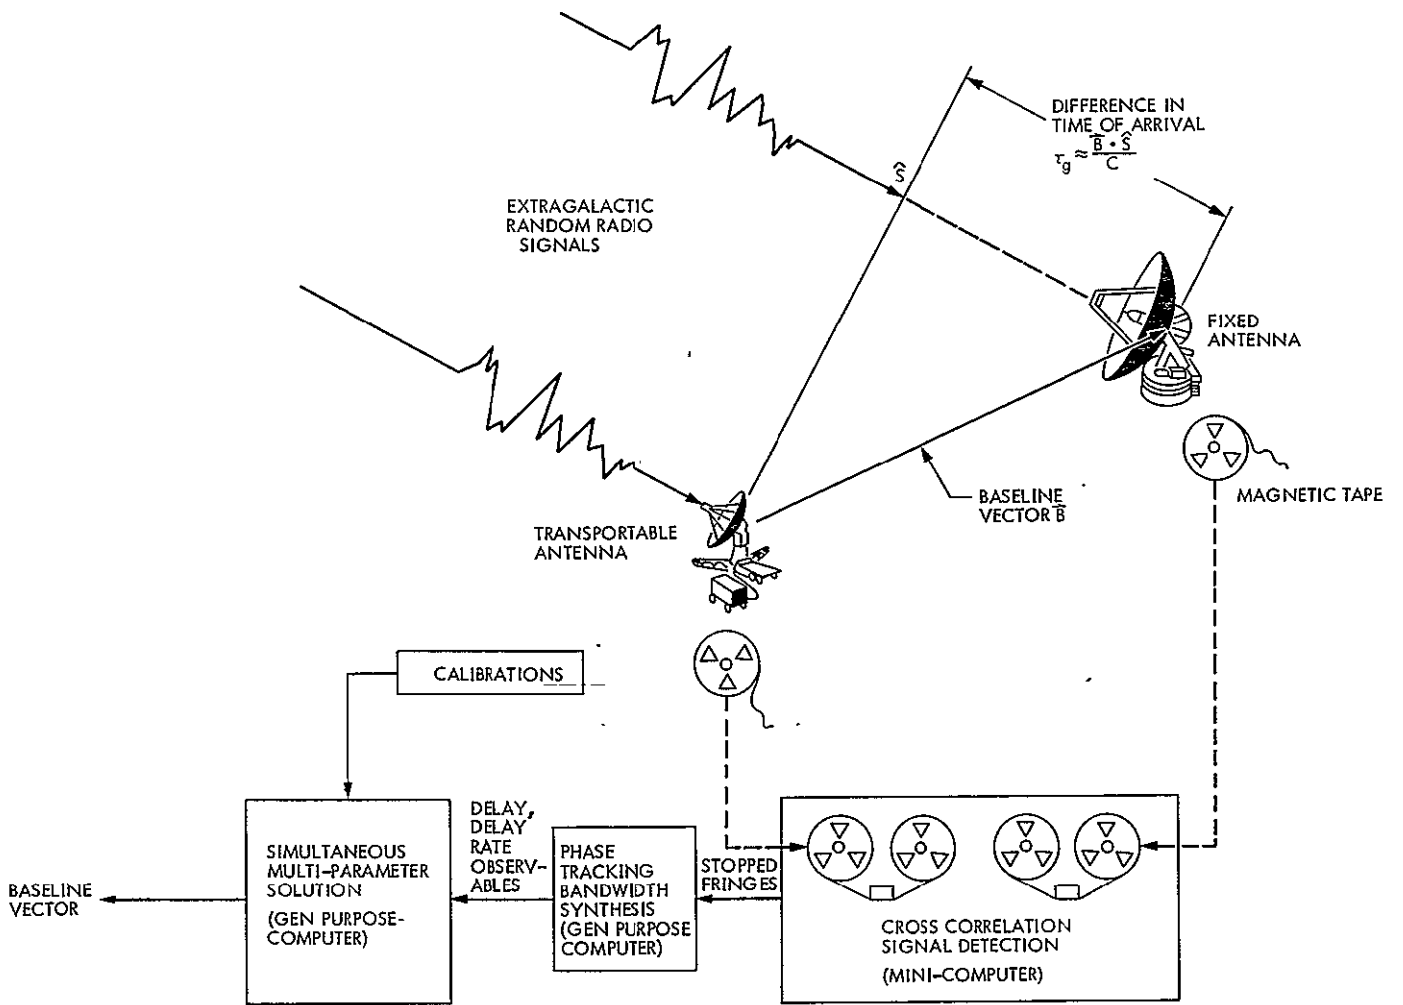 DIFFERENCE IN
TIME OF ARRIVAL
τg ≈ B⃗ • Ŝ / C
Ŝ
EXTRAGALACTIC
RANDOM RADIO
SIGNALS
FIXED
ANTENNA
MAGNETIC TAPE
BASELINE
VECTOR B⃗
TRANSPORTABLE
ANTENNA
CALIBRATIONS
BASELINE
VECTOR
SIMULTANEOUS
MULTI-PARAMETER
SOLUTION
(GEN PURPOSE-
COMPUTER)
DELAY,
DELAY
RATE
OBSERV-
ABLES
PHASE
TRACKING
BANDWIDTH
SYNTHESIS
(GEN PURPOSE
COMPUTER)
STOPPED
FRINGES
CROSS CORRELATION
SIGNAL DETECTION
(MINI-COMPUTER)